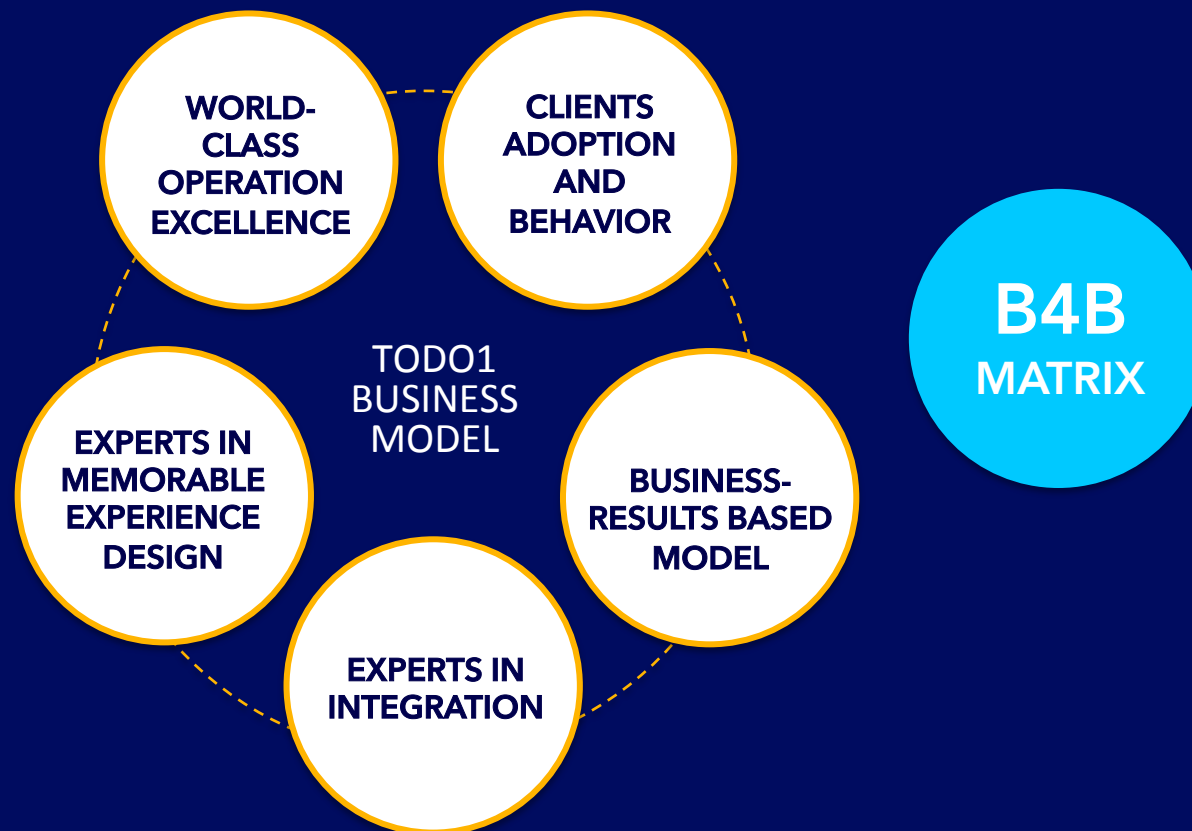 WORLD-
CLASS
OPERATION
EXCELLENCE
CLIENTS
ADOPTION
AND
BEHAVIOR
B4B
MATRIX
TODO1
BUSINESS
MODEL
EXPERTS IN
MEMORABLE
EXPERIENCE
DESIGN
BUSINESS-
RESULTS BASED
MODEL
EXPERTS IN
INTEGRATION